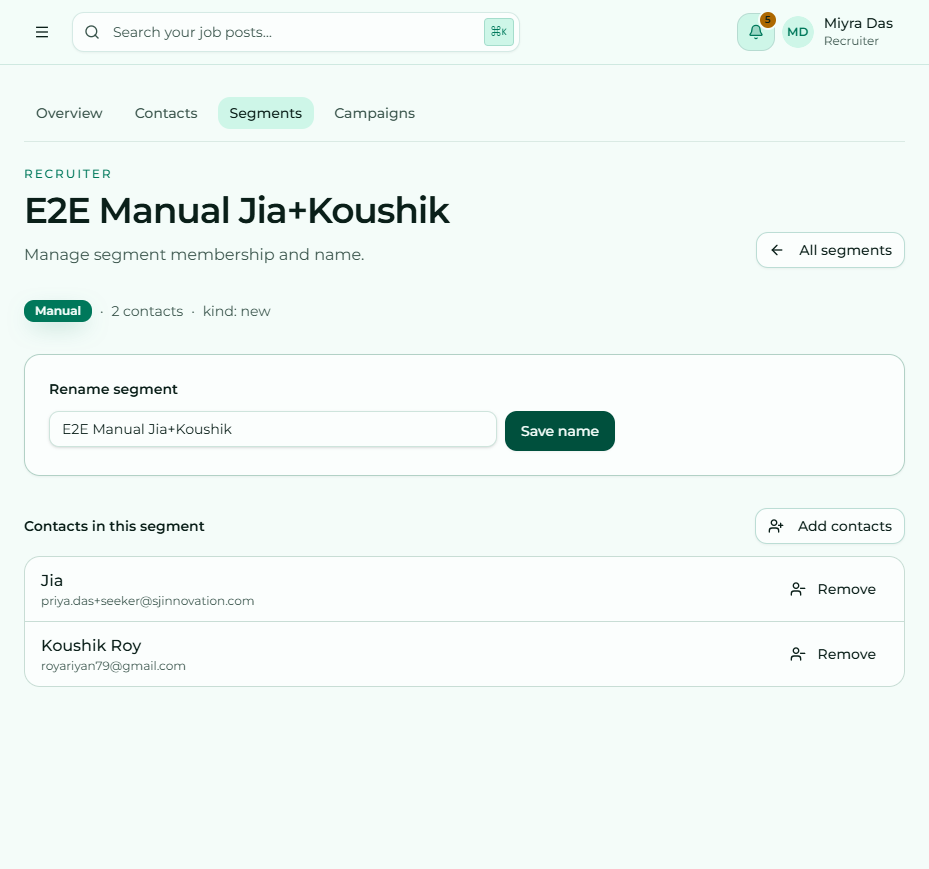 Search your job posts...
⌘K
5
MD
Miyra Das
Recruiter
Overview
Contacts
Segments
Campaigns
RECRUITER
E2E Manual Jia+Koushik
Manage segment membership and name.
All segments
Manual · 2 contacts · kind: new
Rename segment
E2E Manual Jia+Koushik
Save name
Contacts in this segment
Add contacts
Jia
priya.das+seeker@sjinnovation.com
Remove
Koushik Roy
royariyan79@gmail.com
Remove